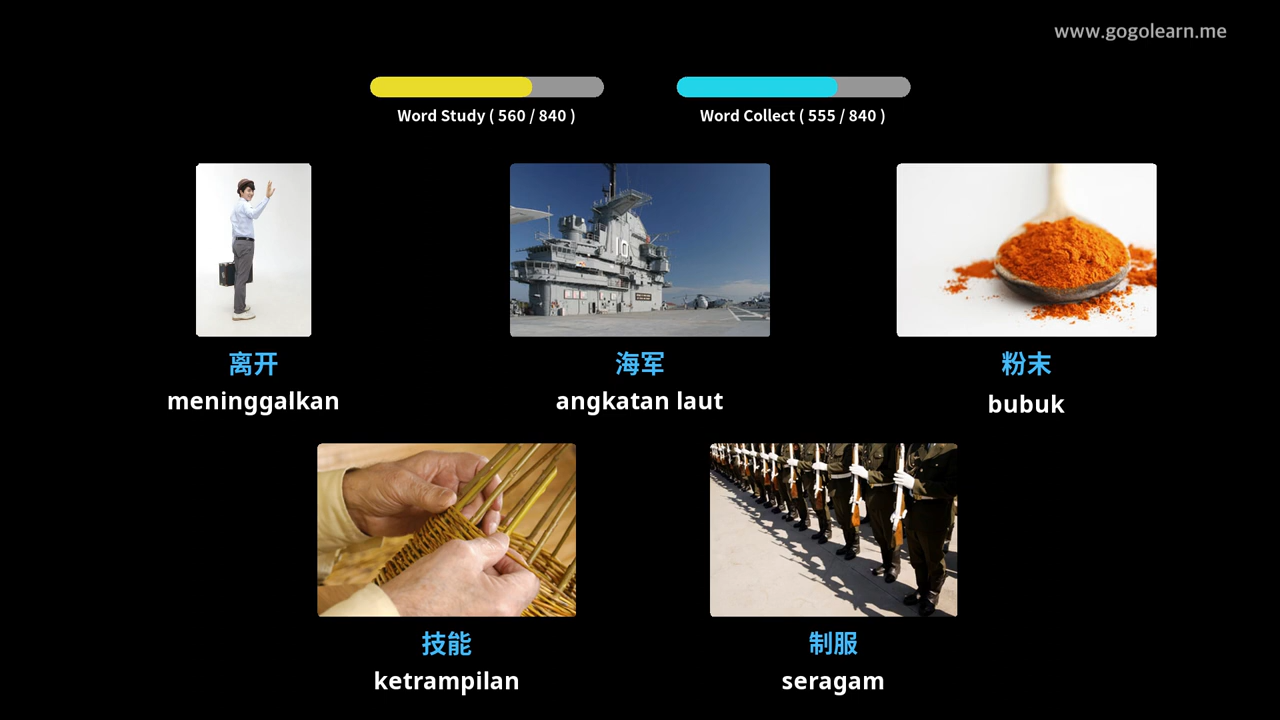 www.gogolearn.me
Word Study ( 560 / 840 )
Word Collect ( 555 / 840 )
离开
meninggalkan
海军
angkatan laut
粉末
bubuk
技能
ketrampilan
制服
seragam